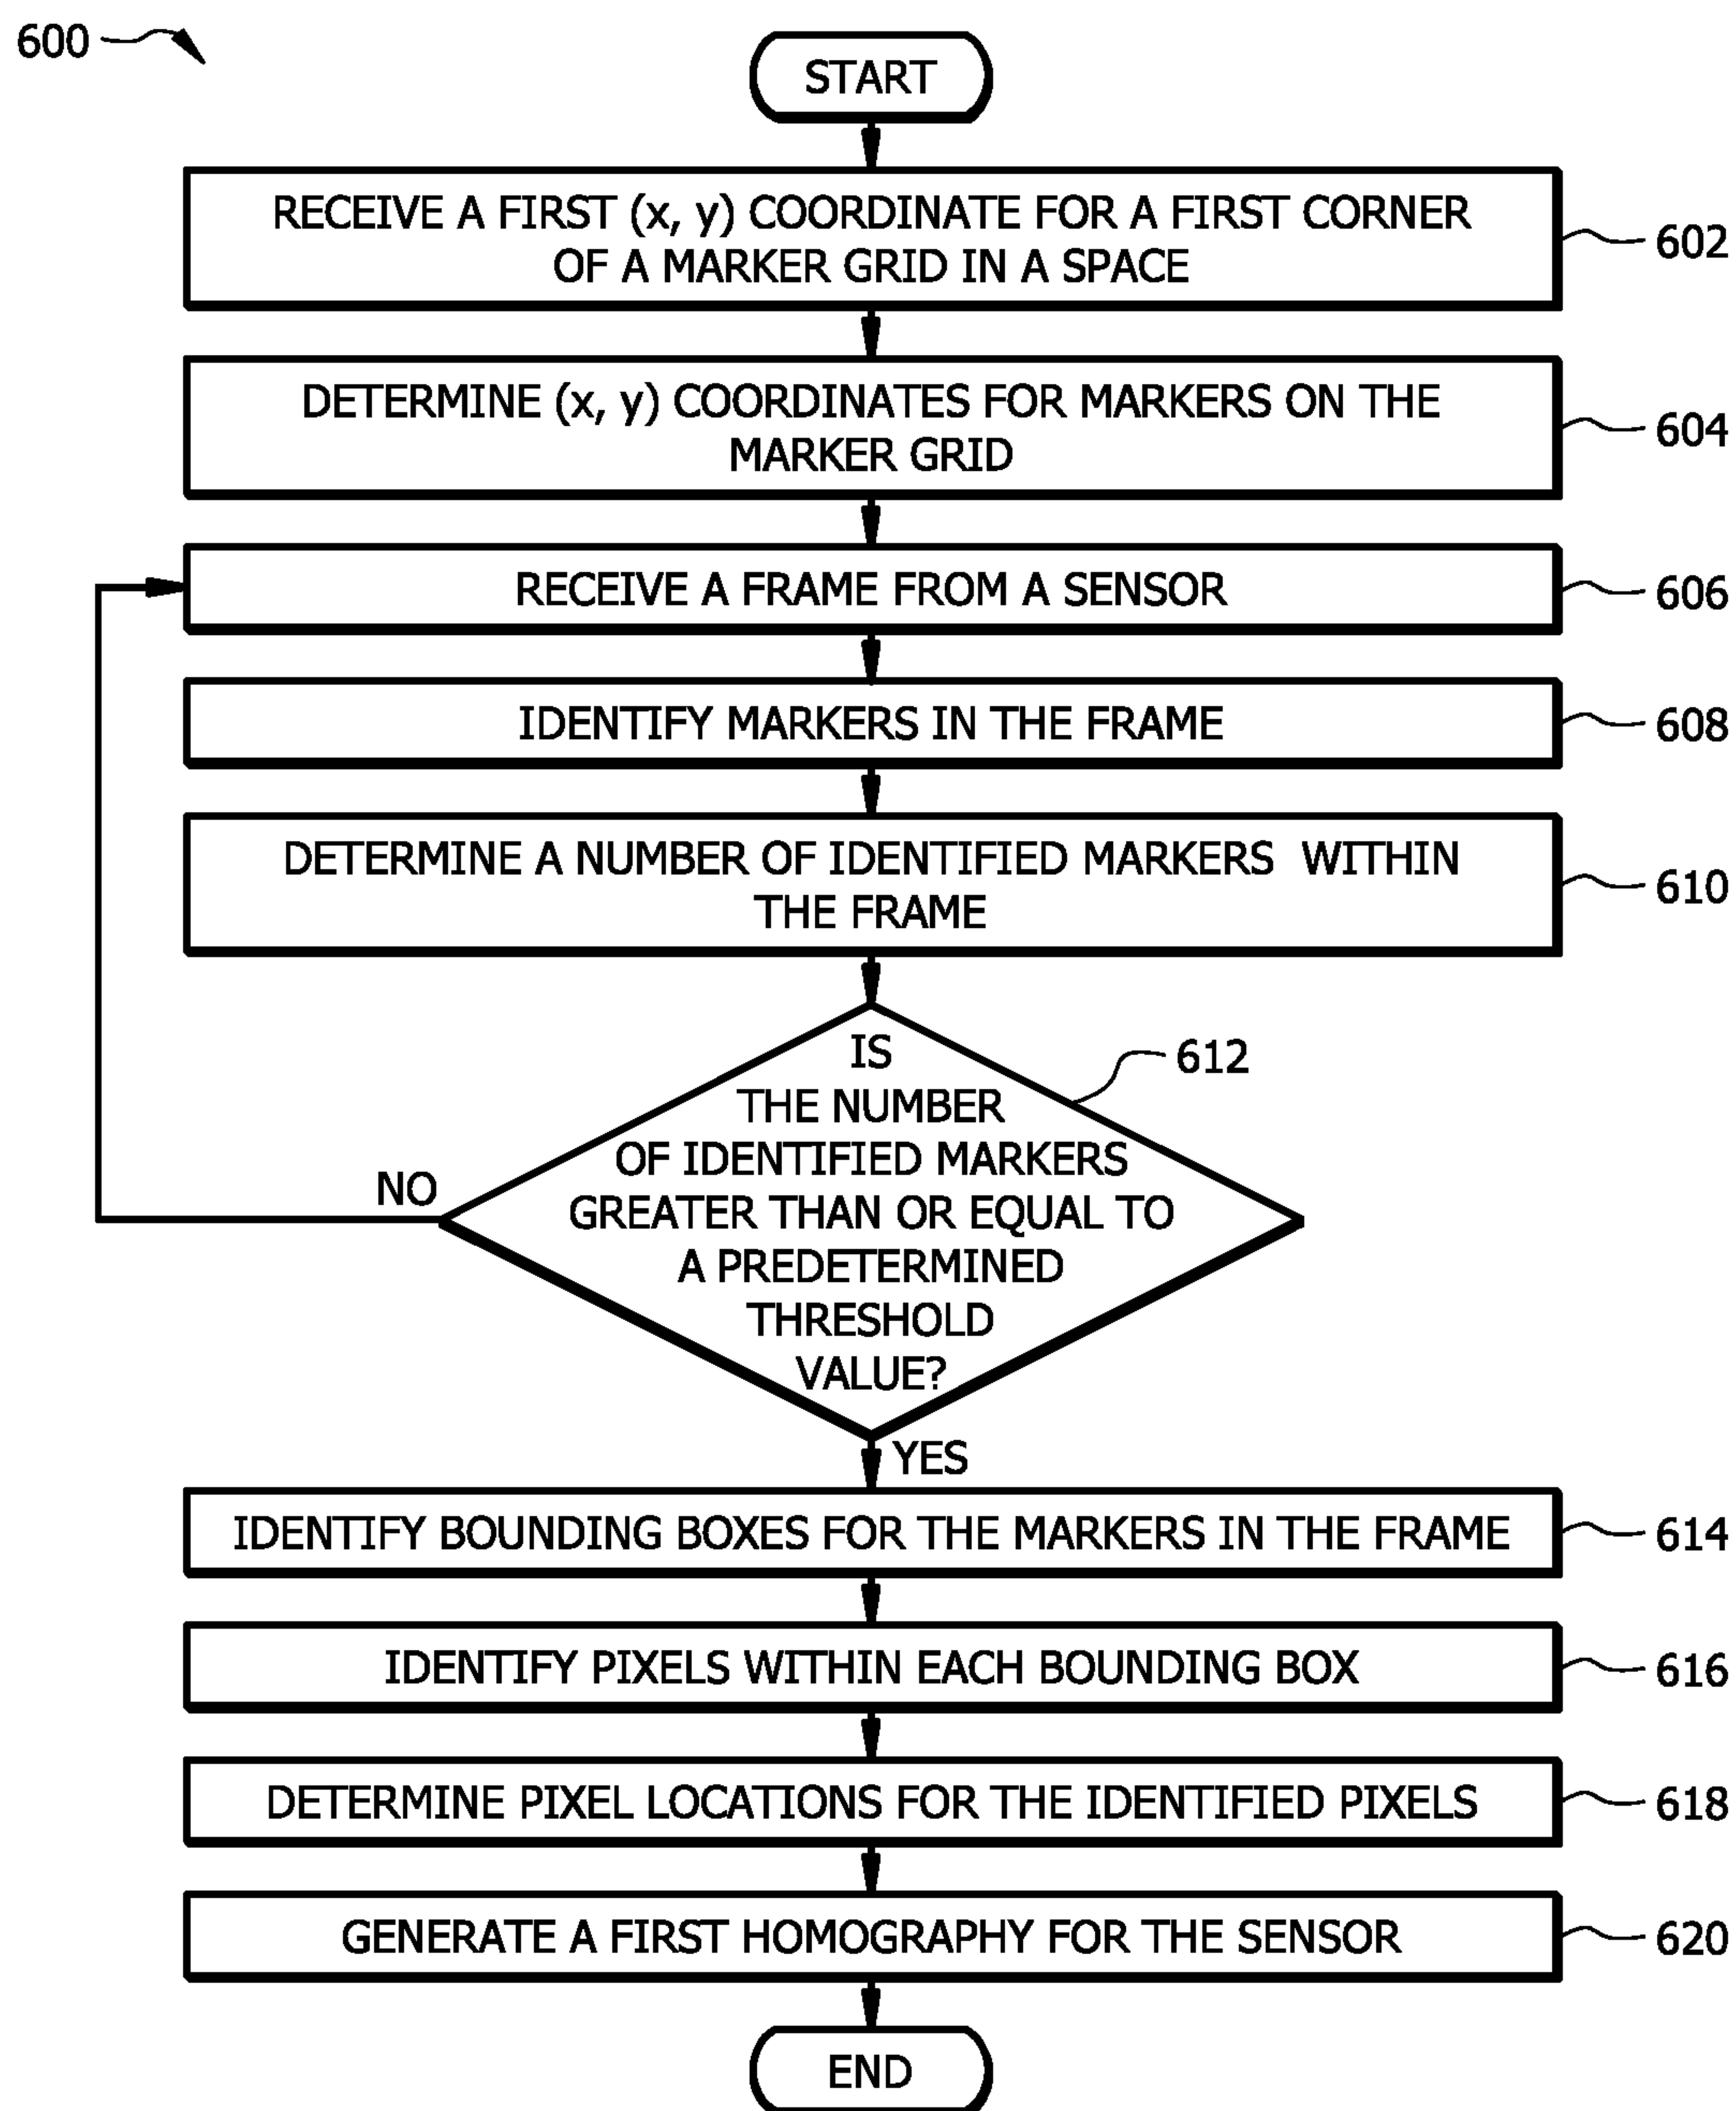 600
START
RECEIVE A FIRST (x, y) COORDINATE FOR A FIRST CORNER
OF A MARKER GRID IN A SPACE
602
DETERMINE (x, y) COORDINATES FOR MARKERS ON THE
MARKER GRID
604
RECEIVE A FRAME FROM A SENSOR
606
IDENTIFY MARKERS IN THE FRAME
608
DETERMINE A NUMBER OF IDENTIFIED MARKERS WITHIN
THE FRAME
610
IS
THE NUMBER
OF IDENTIFIED MARKERS
GREATER THAN OR EQUAL TO
A PREDETERMINED
THRESHOLD
VALUE?
612
NO
YES
IDENTIFY BOUNDING BOXES FOR THE MARKERS IN THE FRAME
614
IDENTIFY PIXELS WITHIN EACH BOUNDING BOX
616
DETERMINE PIXEL LOCATIONS FOR THE IDENTIFIED PIXELS
618
GENERATE A FIRST HOMOGRAPHY FOR THE SENSOR
620
END